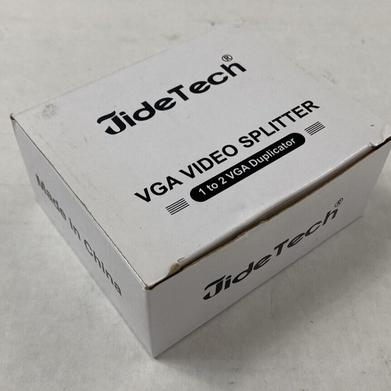 JideTech®
VGA VIDEO SPLITTER
1 to 2 VGA Duplicator
Made in China
JideTech®